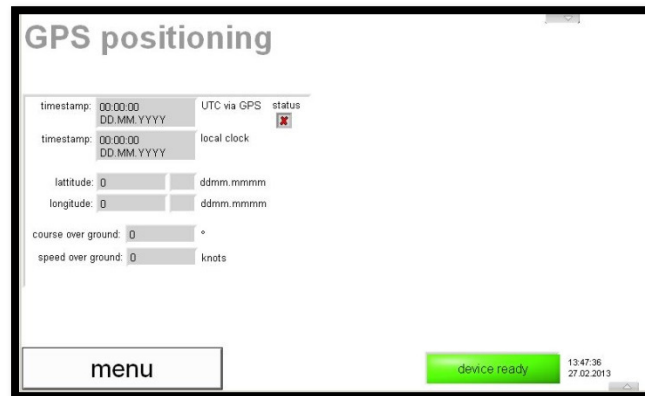 GPS positioning
timestamp: 00:00:00 UTC via GPS status
DD.MM.YYYY
timestamp: 00:00:00 local clock
DD.MM.YYYY
lattitude: 0 ddmm.mmmm
longitude: 0 ddmm.mmmm
course over ground: 0 °
speed over ground: 0 knots
menu
device ready
13:47:36
27.02.2013